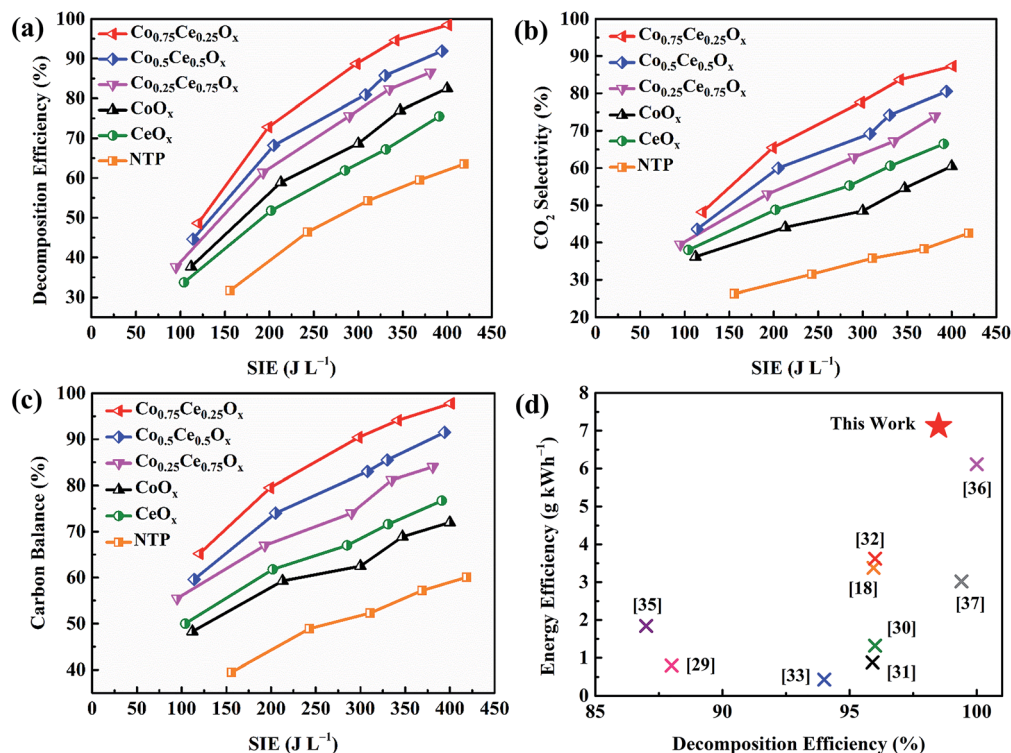 (a)
Co0.75Ce0.25Ox
Co0.5Ce0.5Ox
Co0.25Ce0.75Ox
CoOx
CeOx
NTP
Decomposition Efficiency (%)
100
90
80
70
60
50
40
30
0 50 100 150 200 250 300 350 400 450
SIE (J L⁻¹)
(b)
Co0.75Ce0.25Ox
Co0.5Ce0.5Ox
Co0.25Ce0.75Ox
CoOx
CeOx
NTP
CO2 Selectivity (%)
100
90
80
70
60
50
40
30
20
0 50 100 150 200 250 300 350 400 450
SIE (J L⁻¹)
(c)
Co0.75Ce0.25Ox
Co0.5Ce0.5Ox
Co0.25Ce0.75Ox
CoOx
CeOx
NTP
Carbon Balance (%)
100
90
80
70
60
50
40
0 50 100 150 200 250 300 350 400 450
SIE (J L⁻¹)
(d)
This Work
[36]
[32]
[18]
[37]
[35]
[30]
[29]
[33]
[31]
Energy Efficiency (g kWh⁻¹)
8
7
6
5
4
3
2
1
0
85 90 95 100
Decomposition Efficiency (%)